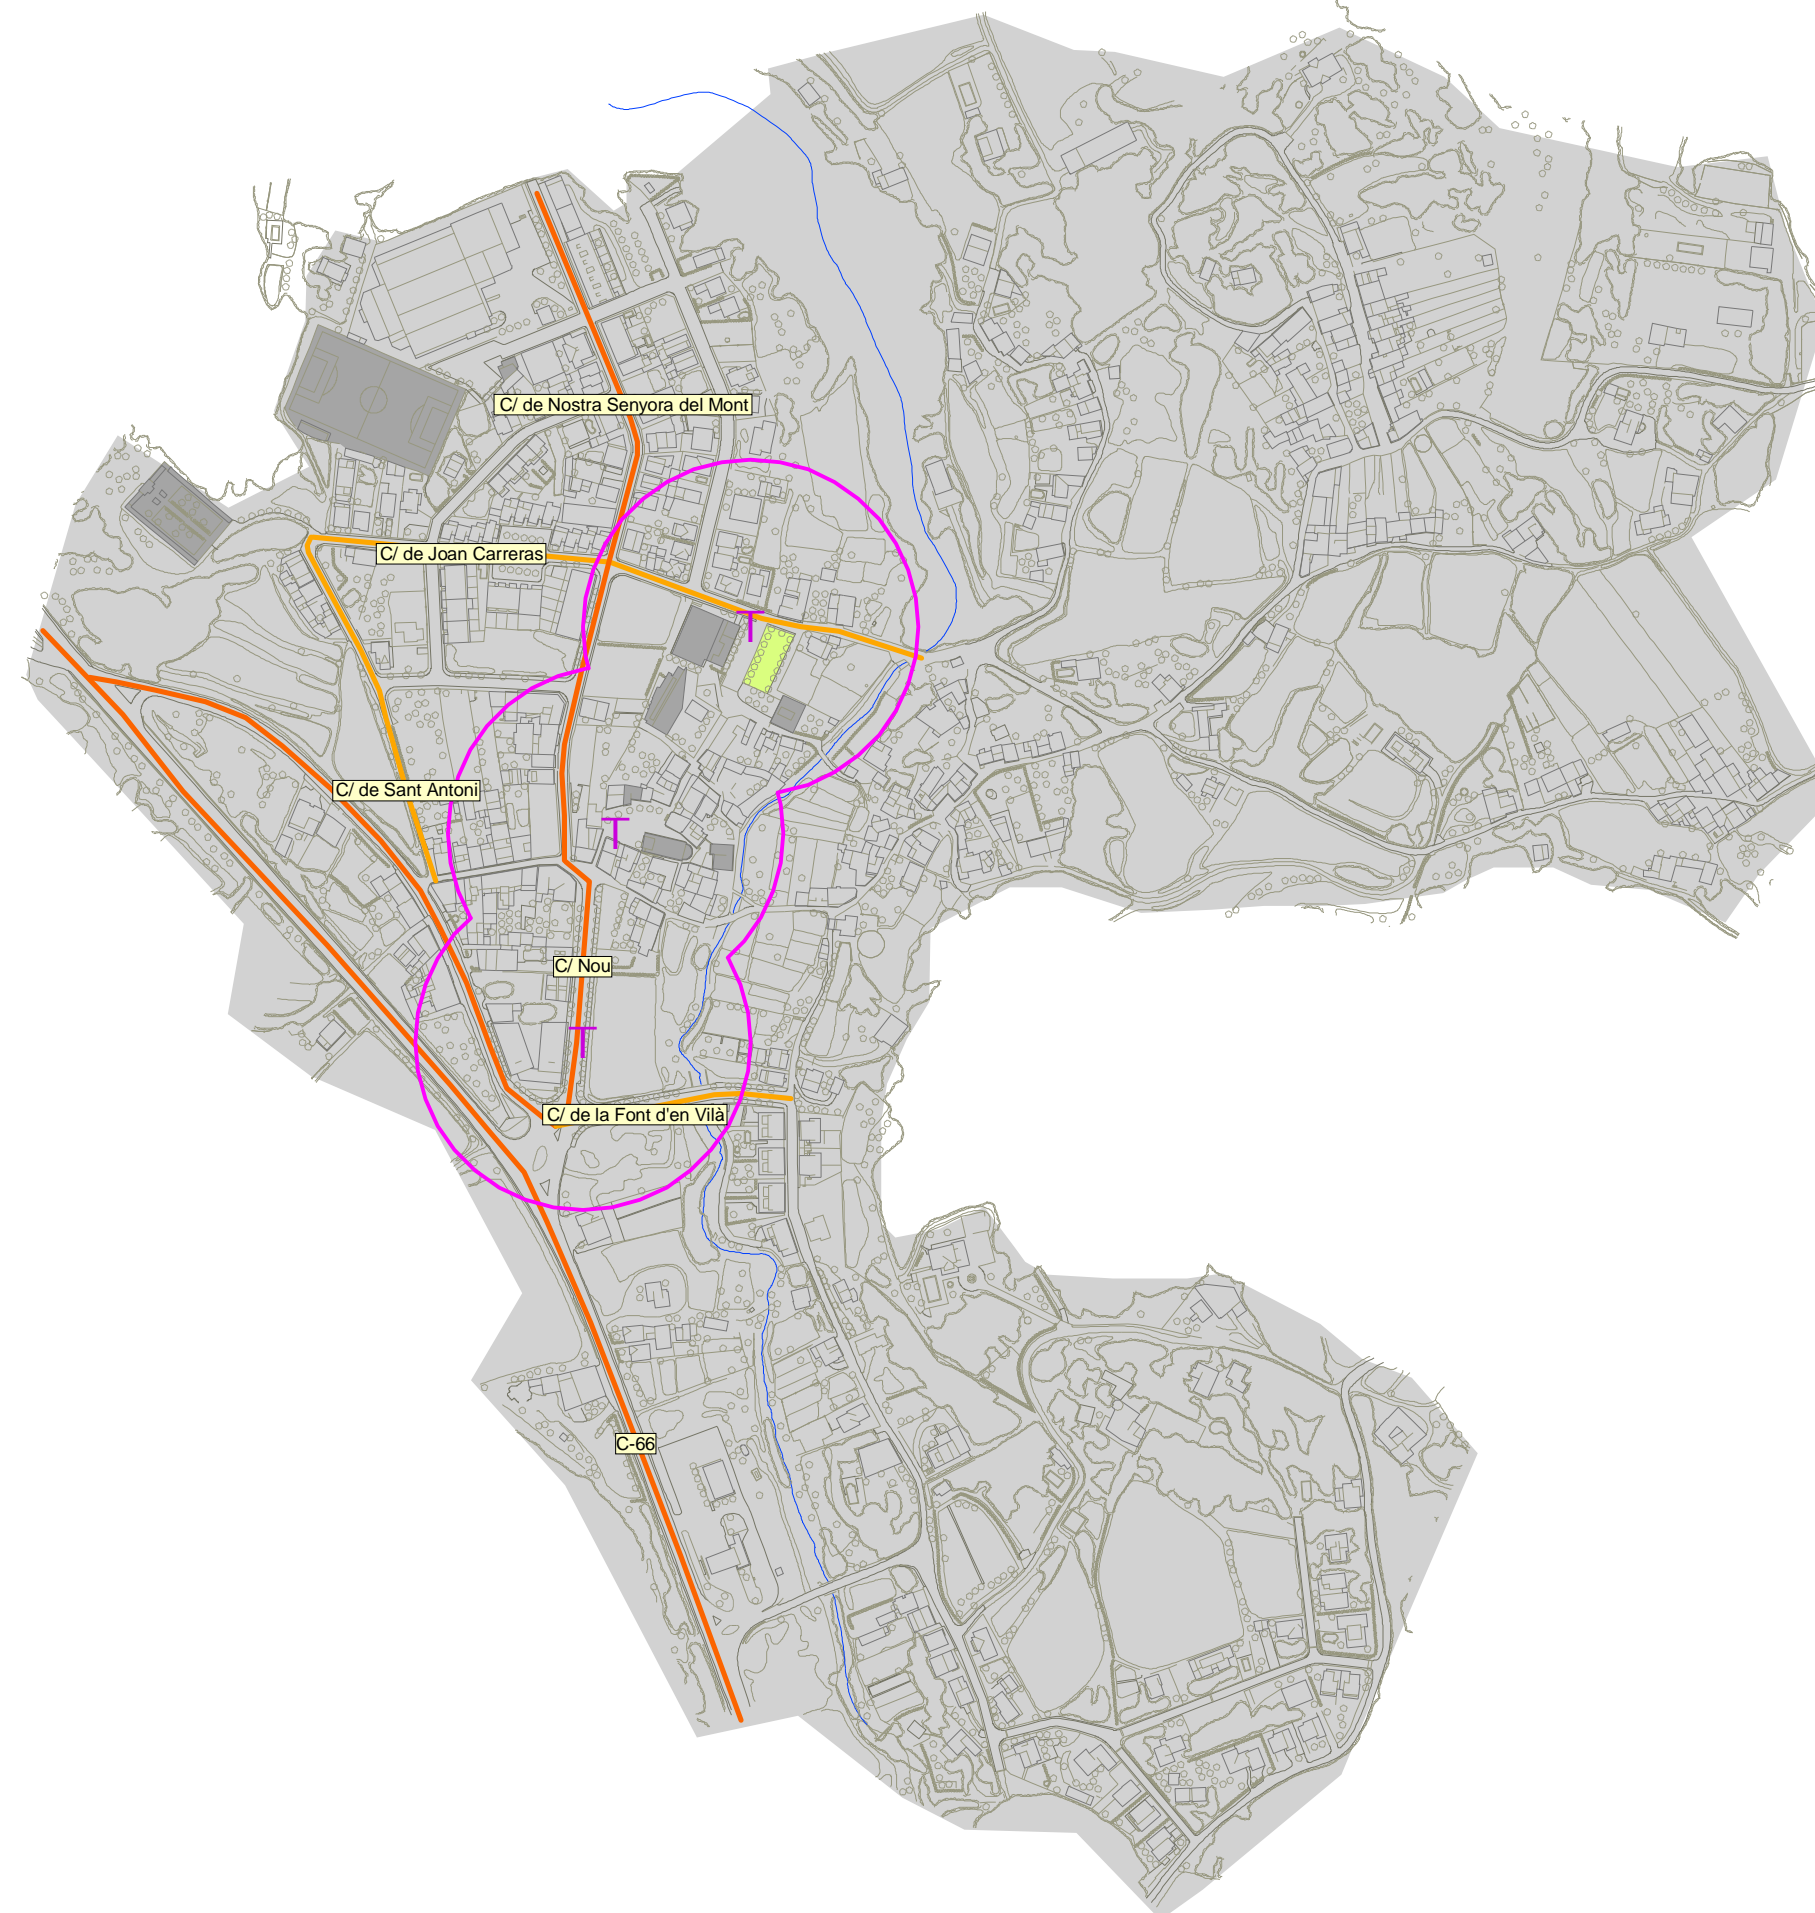 C/ de Nostra Senyora del Mont
C/ de Joan Carreras
C/ de Sant Antoni
C/ Nou
C/ de la Font d'en Vilà
C-66